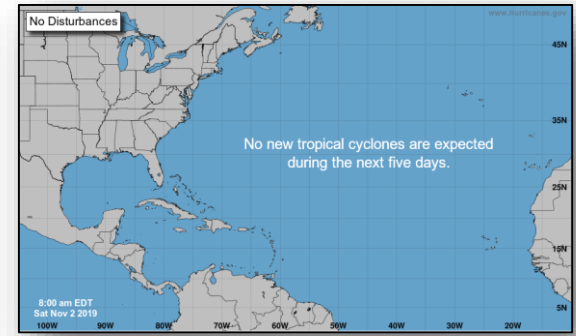 No Disturbances
www.hurricanes.gov
45N
35N
No new tropical cyclones are expected
during the next five days.
25N
15N
5N
8:00 am EDT
Sat Nov 2 2019
100W
90W
80W
70W
60W
50W
40W
30W
20W